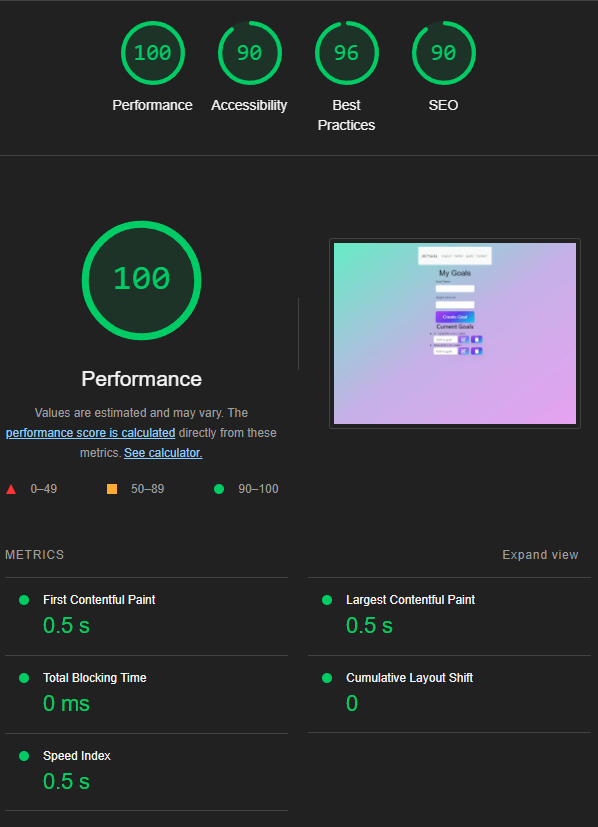 100
90
96
90
Performance
Accessibility
Best
Practices
SEO
100
Performance
Values are estimated and may vary. The
performance score is calculated directly from these
metrics. See calculator.
0–49
50–89
90–100
My Goals
Create Goal
Current Goals
METRICS
Expand view
First Contentful Paint
0.5 s
Largest Contentful Paint
0.5 s
Total Blocking Time
0 ms
Cumulative Layout Shift
0
Speed Index
0.5 s